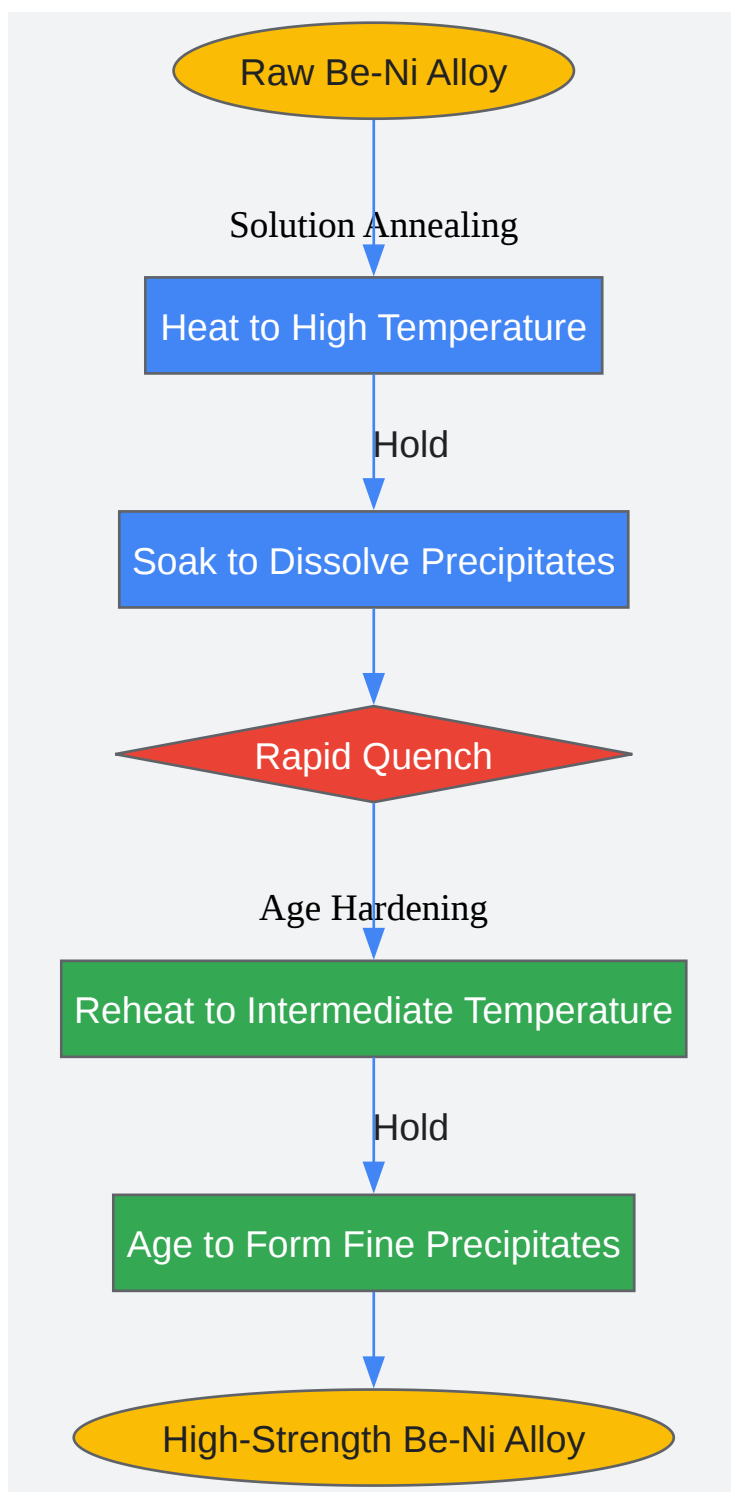 Raw Be-Ni Alloy
Solution Annealing
Heat to High Temperature
Hold
Soak to Dissolve Precipitates
Rapid Quench
Age Hardening
Reheat to Intermediate Temperature
Hold
Age to Form Fine Precipitates
High-Strength Be-Ni Alloy